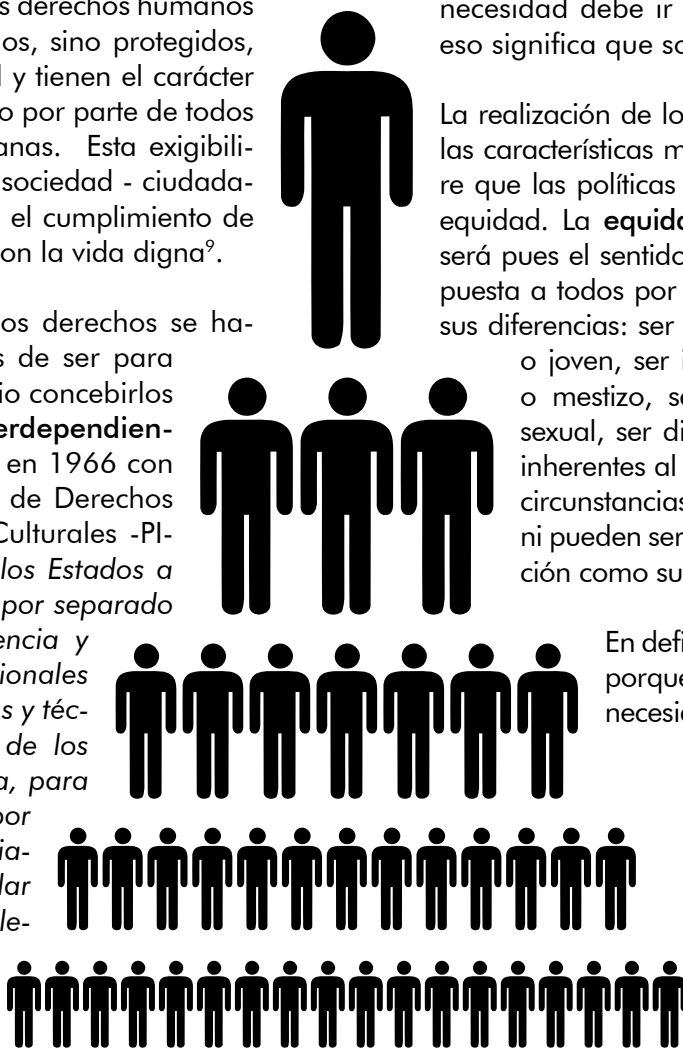 s derechos humanos
os, sino protegidos,
y tienen el carácter
o por parte de todos
anas. Esta exigibili-
sociedad - ciudada-
el cumplimiento de
on la vida digna⁹.
os derechos se ha-
s de ser para
io concebirlos
erdependien-
en 1966 con
de Derechos
Culturales -PI-
los Estados a
por separado
encia y
ionales
s y téc-
de los
a, para
por
ia-
lar
le-
necesidad debe ir
eso significa que so
La realización de lo
las características m
re que las políticas
equidad. La equida
será pues el sentido
puesta a todos por
sus diferencias: ser
o joven, ser i
o mestizo, se
sexual, ser di
inherentes al
circunstancias
ni pueden ser
ción como su
En defi
porque
necesid